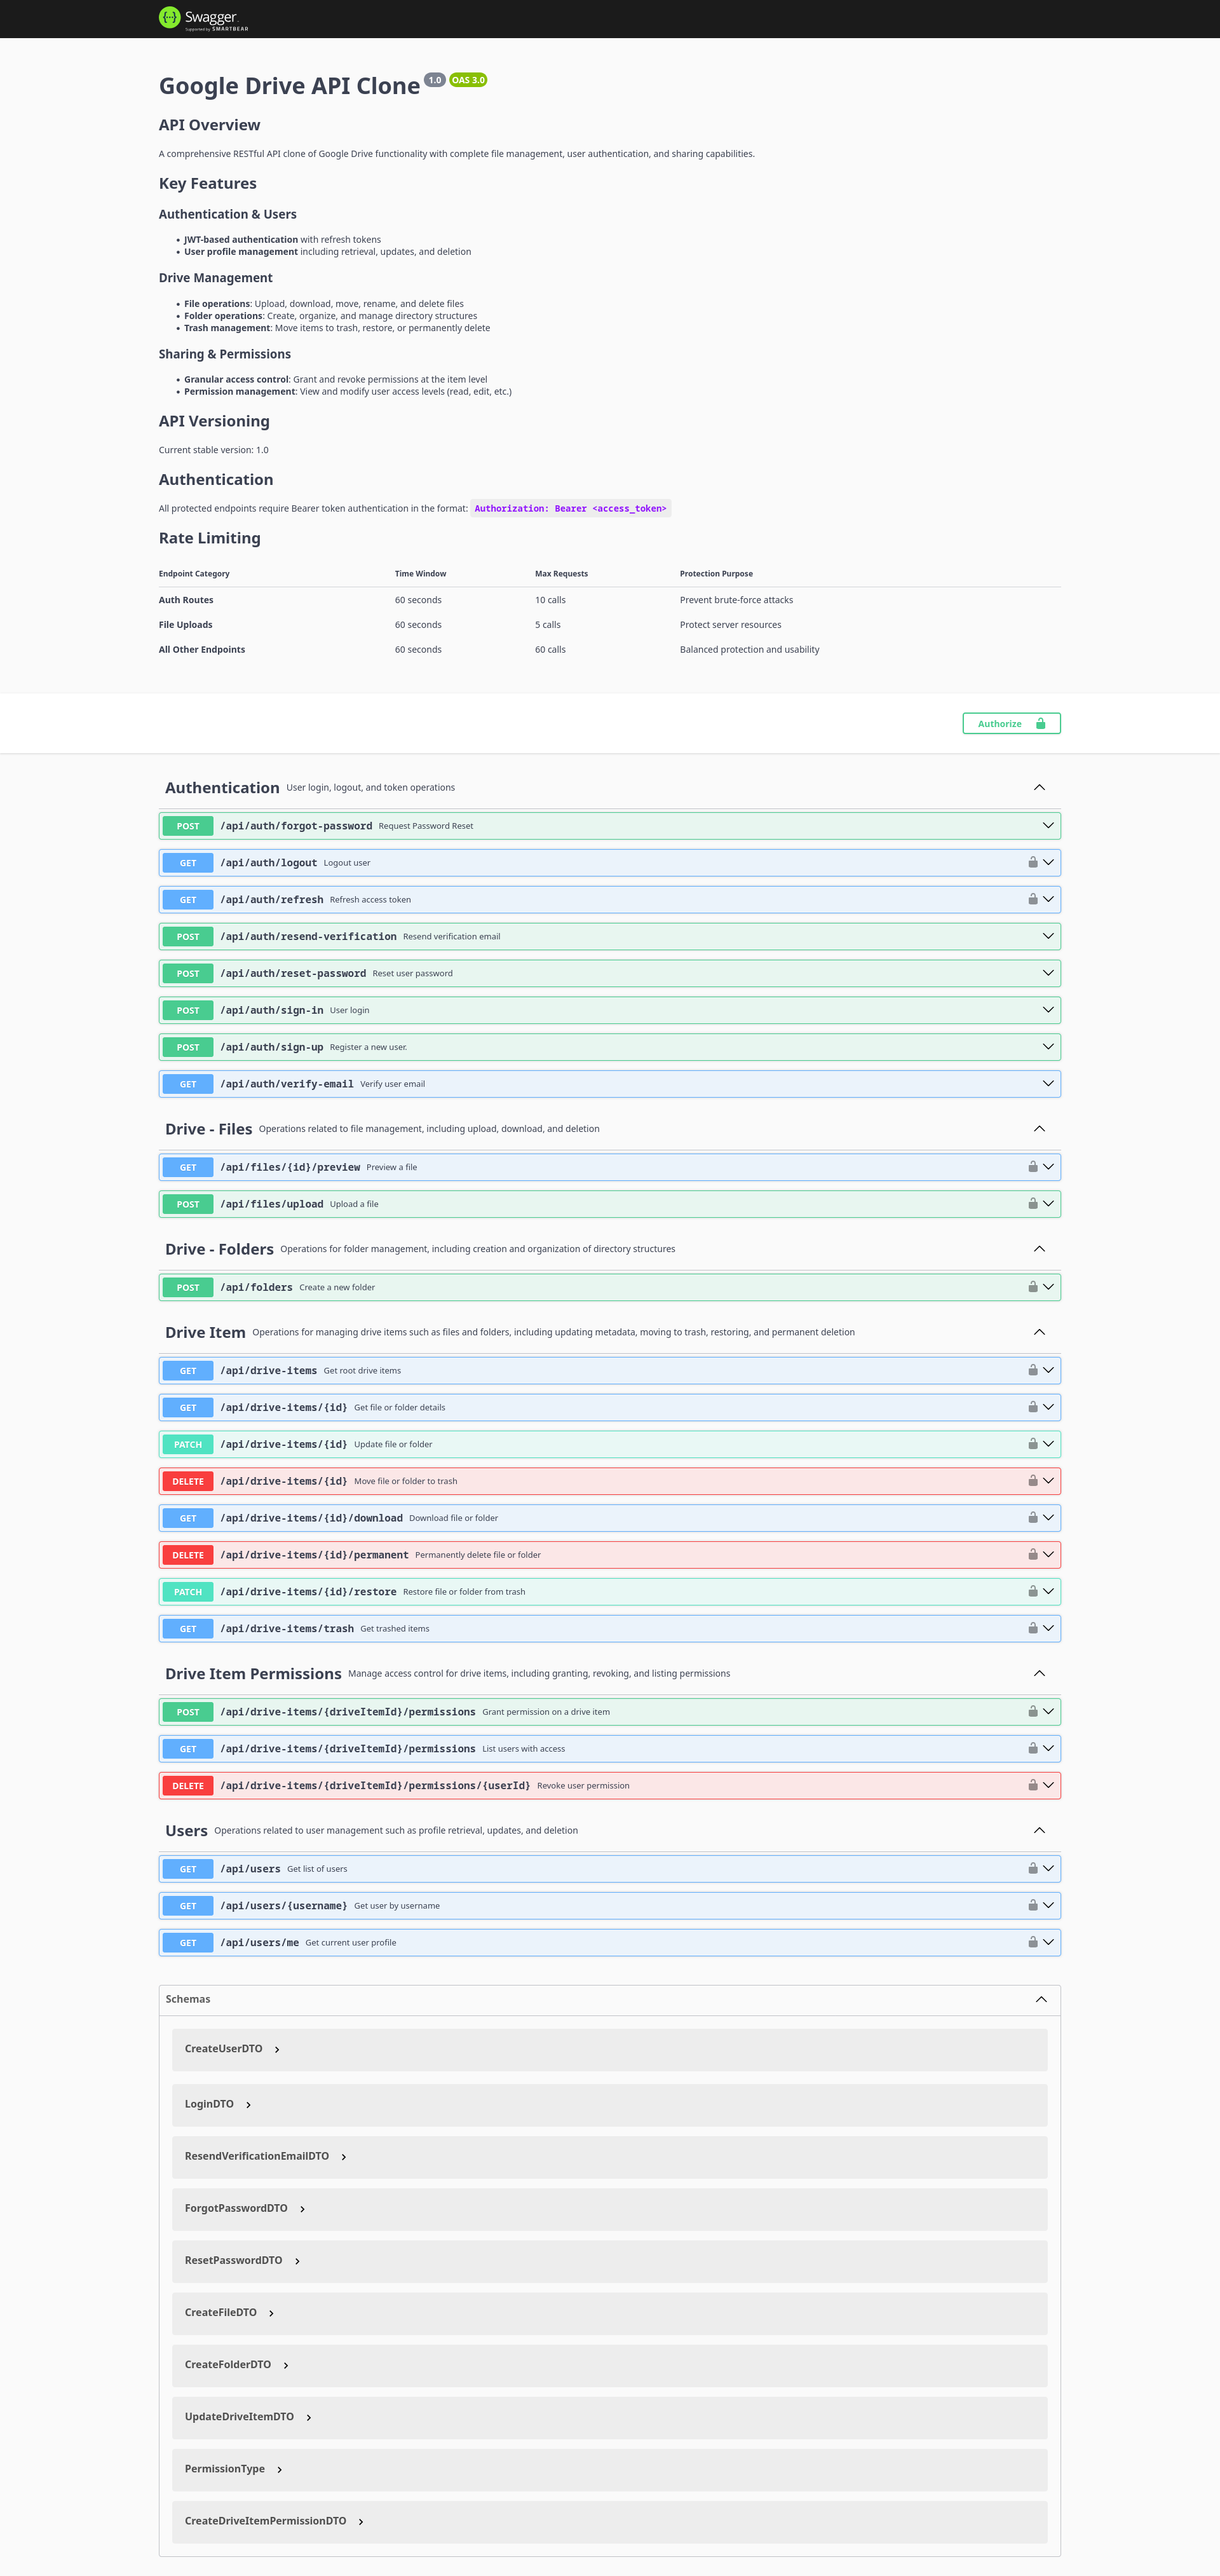 Swagger.
Supported by SMARTBEAR
Google Drive API Clone 1.0 OAS 3.0
API Overview
A comprehensive RESTful API clone of Google Drive functionality with complete file management, user authentication, and sharing capabilities.
Key Features
Authentication & Users
• JWT-based authentication with refresh tokens
• User profile management including retrieval, updates, and deletion
Drive Management
• File operations: Upload, download, move, rename, and delete files
• Folder operations: Create, organize, and manage directory structures
• Trash management: Move items to trash, restore, or permanently delete
Sharing & Permissions
• Granular access control: Grant and revoke permissions at the item level
• Permission management: View and modify user access levels (read, edit, etc.)
API Versioning
Current stable version: 1.0
Authentication
All protected endpoints require Bearer token authentication in the format: Authorization: Bearer <access_token>
Rate Limiting
Endpoint Category Time Window Max Requests Protection Purpose
Auth Routes 60 seconds 10 calls Prevent brute-force attacks
File Uploads 60 seconds 5 calls Protect server resources
All Other Endpoints 60 seconds 60 calls Balanced protection and usability
Authorize
Authentication User login, logout, and token operations
POST /api/auth/forgot-password Request Password Reset
GET /api/auth/logout Logout user
GET /api/auth/refresh Refresh access token
POST /api/auth/resend-verification Resend verification email
POST /api/auth/reset-password Reset user password
POST /api/auth/sign-in User login
POST /api/auth/sign-up Register a new user.
GET /api/auth/verify-email Verify user email
Drive - Files Operations related to file management, including upload, download, and deletion
GET /api/files/{id}/preview Preview a file
POST /api/files/upload Upload a file
Drive - Folders Operations for folder management, including creation and organization of directory structures
POST /api/folders Create a new folder
Drive Item Operations for managing drive items such as files and folders, including updating metadata, moving to trash, restoring, and permanent deletion
GET /api/drive-items Get root drive items
GET /api/drive-items/{id} Get file or folder details
PATCH /api/drive-items/{id} Update file or folder
DELETE /api/drive-items/{id} Move file or folder to trash
GET /api/drive-items/{id}/download Download file or folder
DELETE /api/drive-items/{id}/permanent Permanently delete file or folder
PATCH /api/drive-items/{id}/restore Restore file or folder from trash
GET /api/drive-items/trash Get trashed items
Drive Item Permissions Manage access control for drive items, including granting, revoking, and listing permissions
POST /api/drive-items/{driveItemId}/permissions Grant permission on a drive item
GET /api/drive-items/{driveItemId}/permissions List users with access
DELETE /api/drive-items/{driveItemId}/permissions/{userId} Revoke user permission
Users Operations related to user management such as profile retrieval, updates, and deletion
GET /api/users Get list of users
GET /api/users/{username} Get user by username
GET /api/users/me Get current user profile
Schemas
CreateUserDTO
LoginDTO
ResendVerificationEmailDTO
ForgotPasswordDTO
ResetPasswordDTO
CreateFileDTO
CreateFolderDTO
UpdateDriveItemDTO
PermissionType
CreateDriveItemPermissionDTO